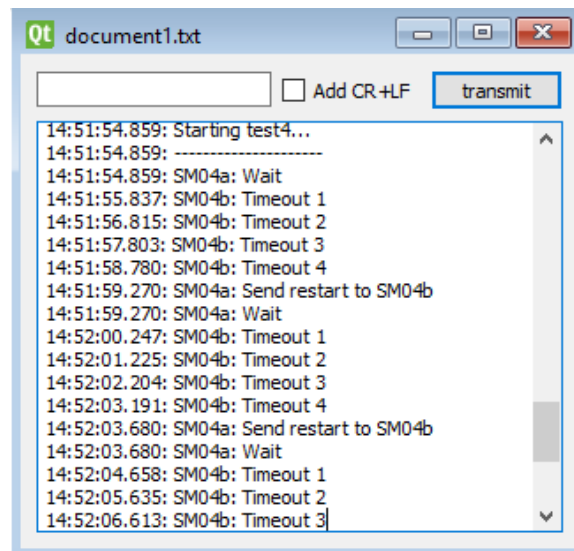 Qt document1.txt
Add CR+LF transmit
14:51:54.859: Starting test4...
14:51:54.859: ----------------------
14:51:54.859: SM04a: Wait
14:51:55.837: SM04b: Timeout 1
14:51:56.815: SM04b: Timeout 2
14:51:57.803: SM04b: Timeout 3
14:51:58.780: SM04b: Timeout 4
14:51:59.270: SM04a: Send restart to SM04b
14:51:59.270: SM04a: Wait
14:52:00.247: SM04b: Timeout 1
14:52:01.225: SM04b: Timeout 2
14:52:02.204: SM04b: Timeout 3
14:52:03.191: SM04b: Timeout 4
14:52:03.680: SM04a: Send restart to SM04b
14:52:03.680: SM04a: Wait
14:52:04.658: SM04b: Timeout 1
14:52:05.635: SM04b: Timeout 2
14:52:06.613: SM04b: Timeout 3